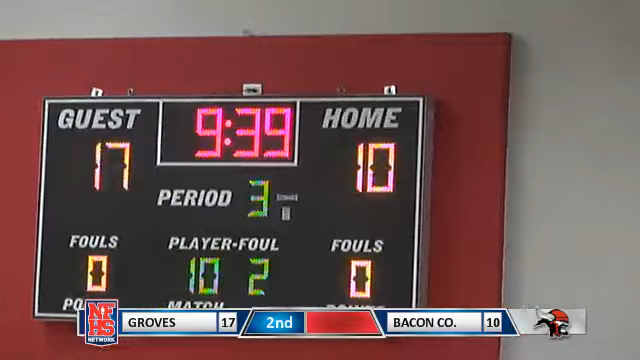 GUEST 9:39 HOME
17 10
PERIOD 3
FOULS PLAYER-FOUL FOULS
0 10 2 0
MATCH
NFHS NETWORK GROVES 17 2nd BACON CO. 10